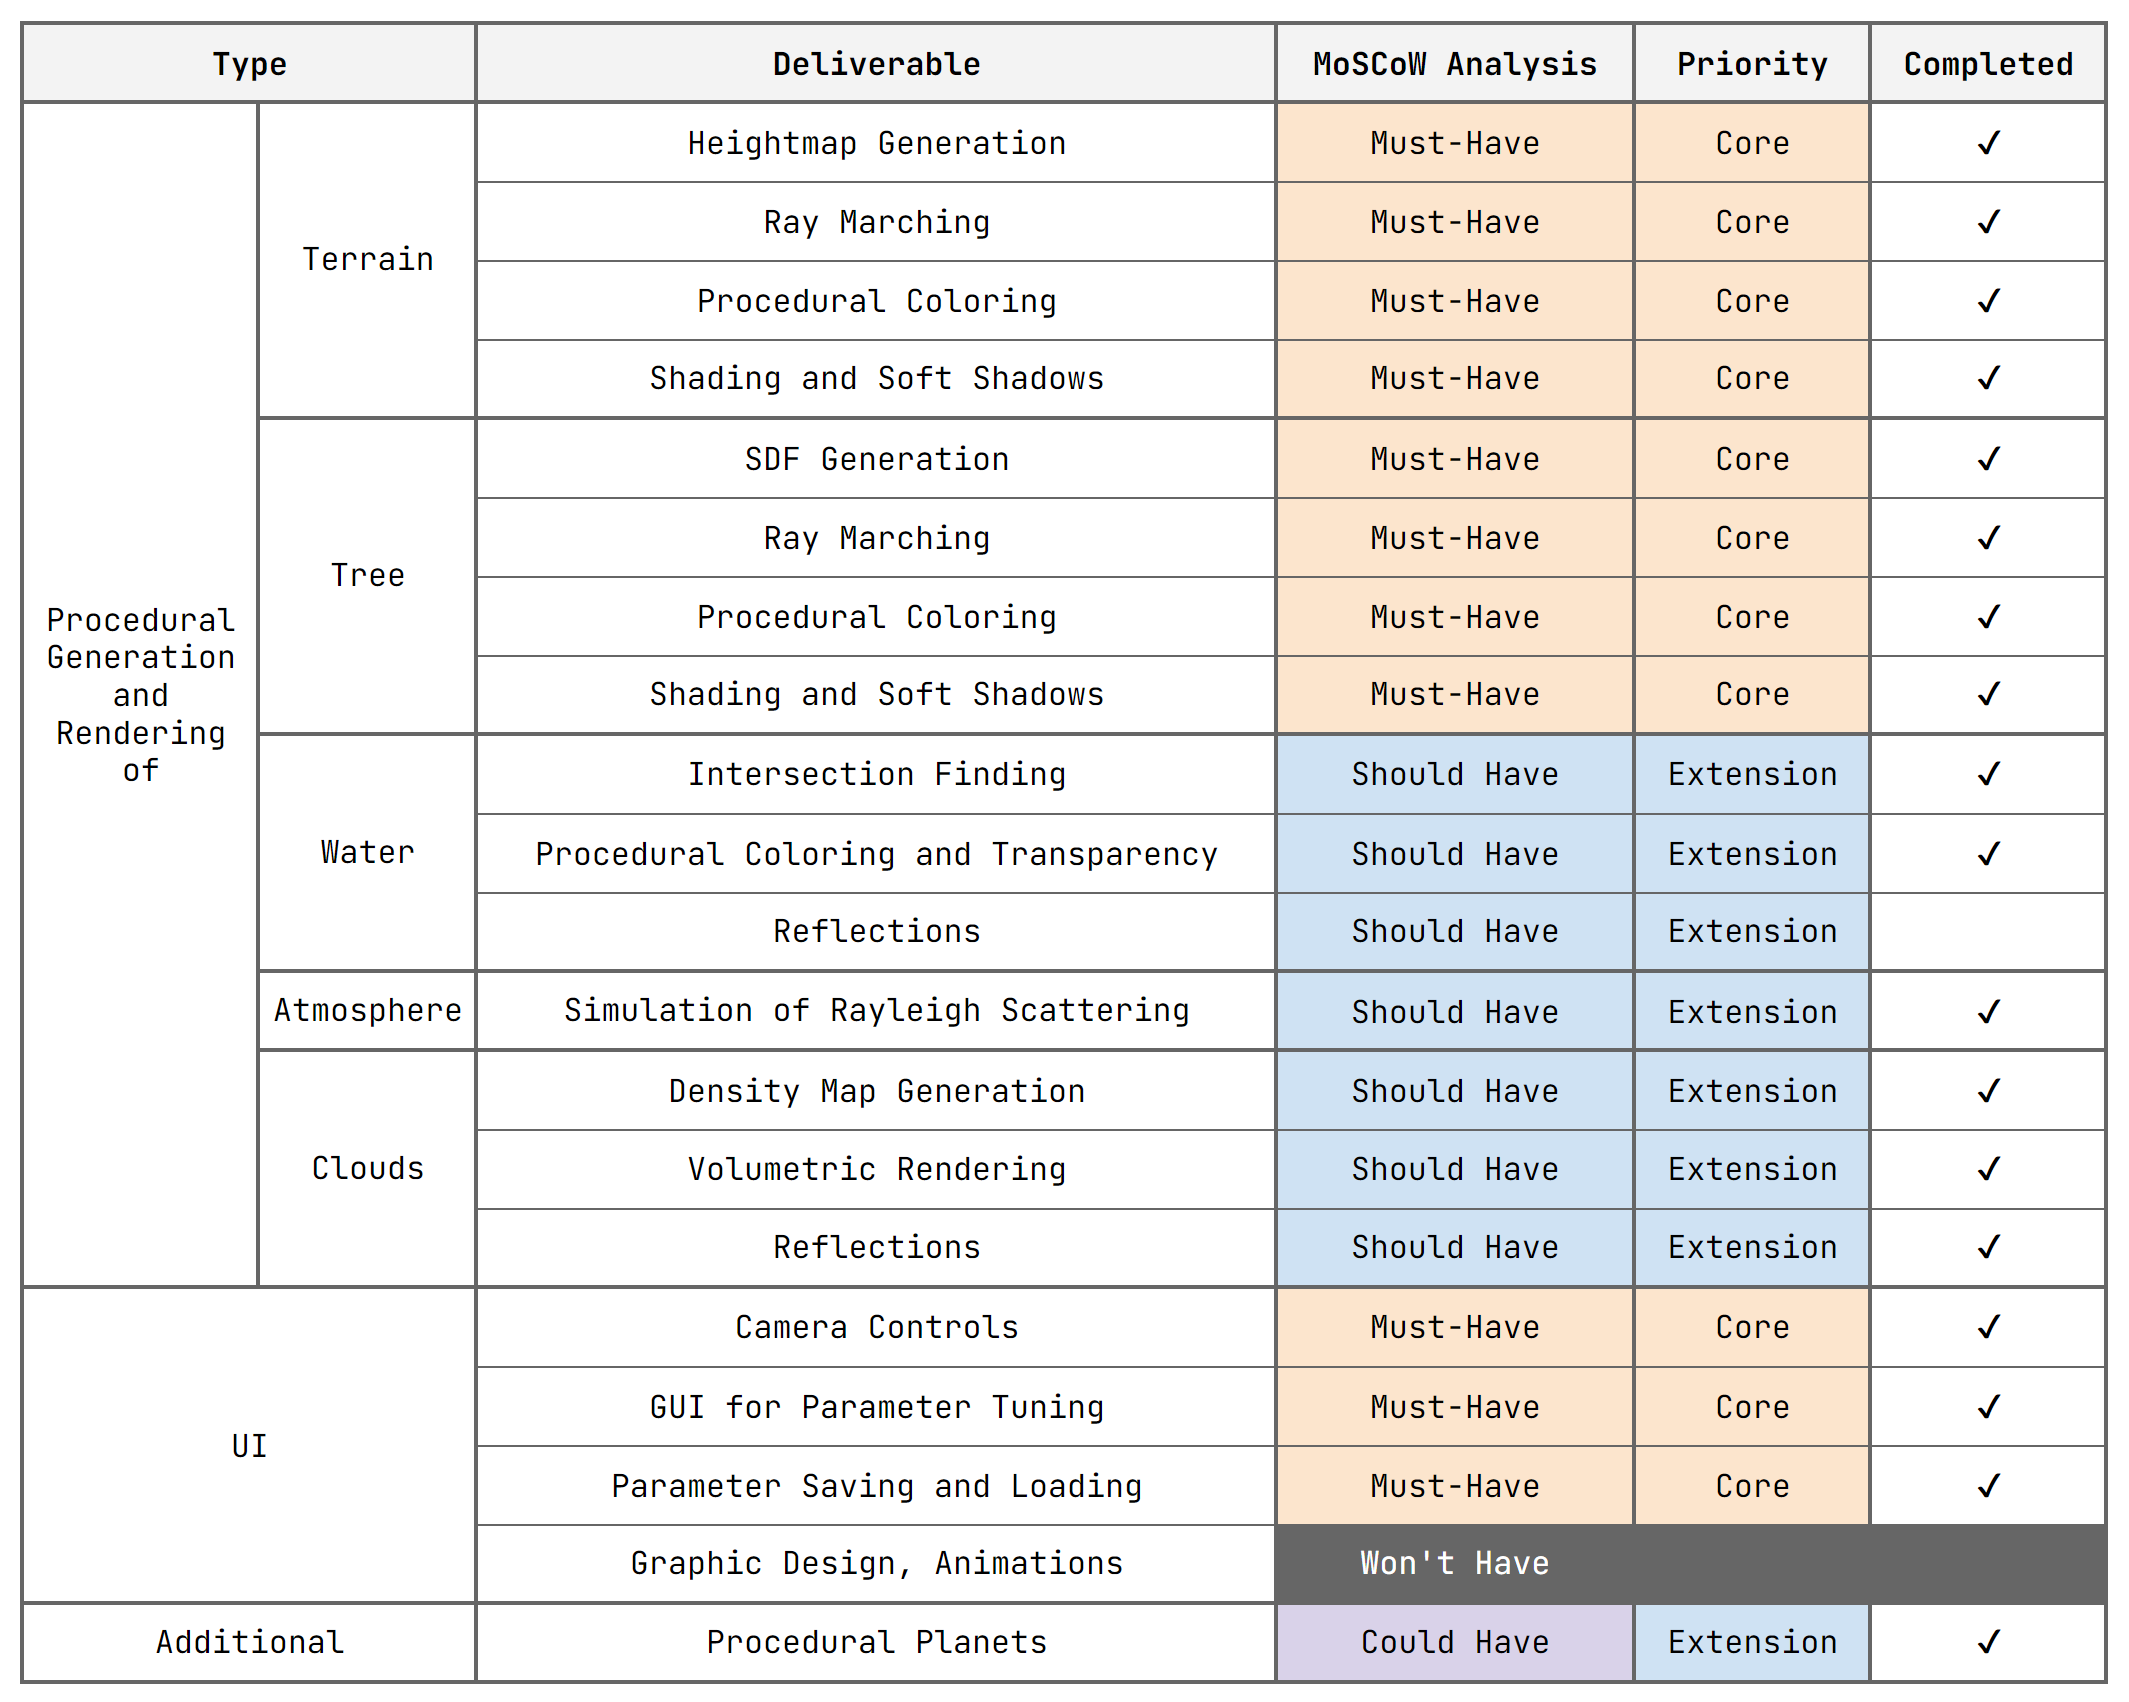 Type Deliverable MoSCoW Analysis Priority Completed
Heightmap Generation Must-Have Core ✓
Ray Marching Must-Have Core ✓
Terrain
Procedural Coloring Must-Have Core ✓
Shading and Soft Shadows Must-Have Core ✓
SDF Generation Must-Have Core ✓
Ray Marching Must-Have Core ✓
Tree
Procedural Coloring Must-Have Core ✓
Shading and Soft Shadows Must-Have Core ✓
Procedural
Generation
and
Rendering
of
Intersection Finding Should Have Extension ✓
Water
Procedural Coloring and Transparency Should Have Extension ✓
Reflections Should Have Extension
Atmosphere Simulation of Rayleigh Scattering Should Have Extension ✓
Density Map Generation Should Have Extension ✓
Clouds
Volumetric Rendering Should Have Extension ✓
Reflections Should Have Extension ✓
Camera Controls Must-Have Core ✓
GUI for Parameter Tuning Must-Have Core ✓
UI
Parameter Saving and Loading Must-Have Core ✓
Graphic Design, Animations Won't Have
Additional Procedural Planets Could Have Extension ✓